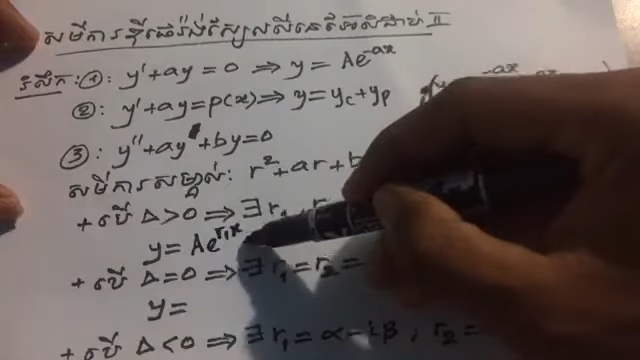 សមីការឌីផេរ៉ង់ស្យែលលីនេអ៊ែលំដាប់ II
រំលឹក: ①: y' + ay = 0 ⇒ y = Ae^{-ax}
②: y' + ay = p(x) ⇒ y = y_c + y_p
③: y'' + ay' + by = 0
សមីការសម្គាល់: r² + ar + b
+ បើ Δ > 0 ⇒ ∃ r₁
y = Ae^{r₁x}
+ បើ Δ = 0 ⇒ ∃ r₁ = r₂ =
y =
+ បើ Δ < 0 ⇒ ∃ r₁ = α - iβ, r₂ =